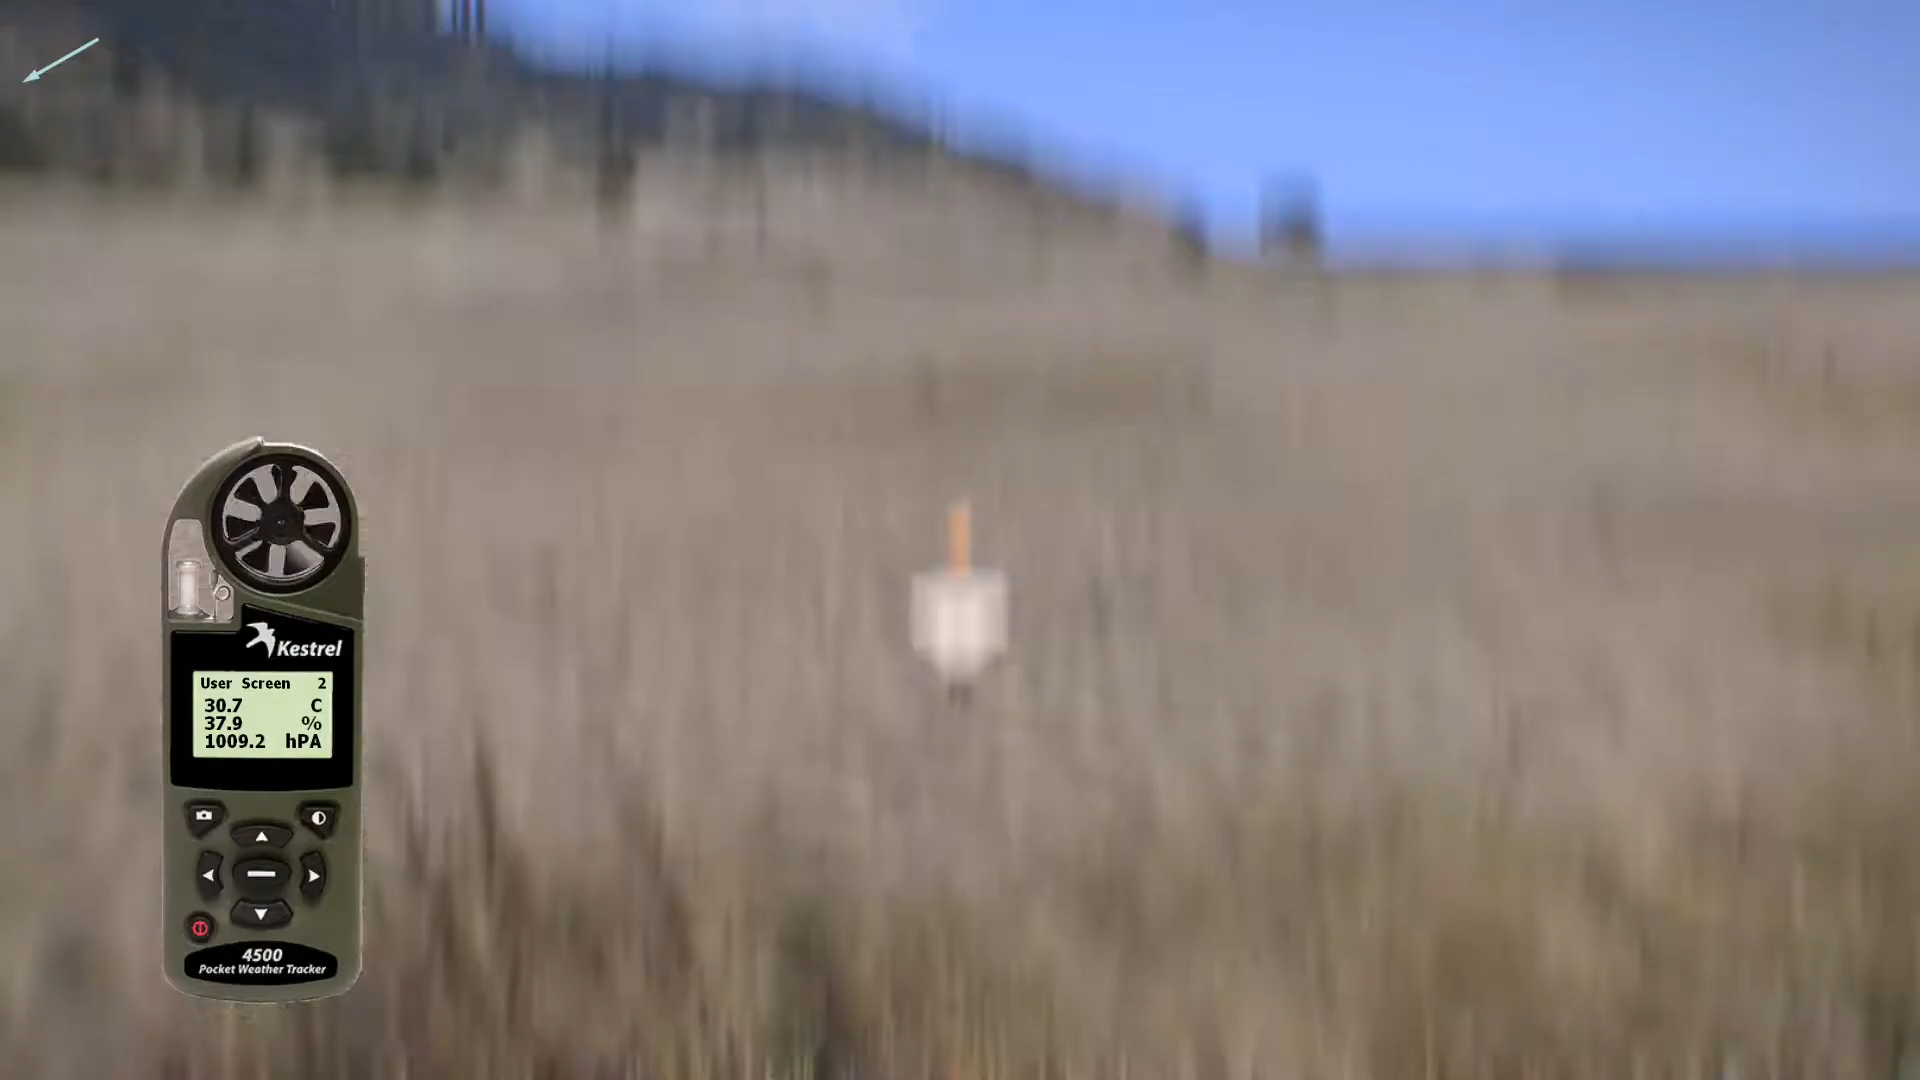 Kestrel
User Screen 2
30.7 C
37.9 %
1009.2 hPA
4500
Pocket Weather Tracker